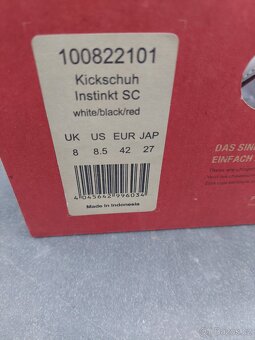 100822101
Kickschuh
Instinkt SC
white/black/red
UK US EUR JAP
8 8.5 42 27
4 045642 996034
Made in Indonesia
DAS SIN
EINFACH